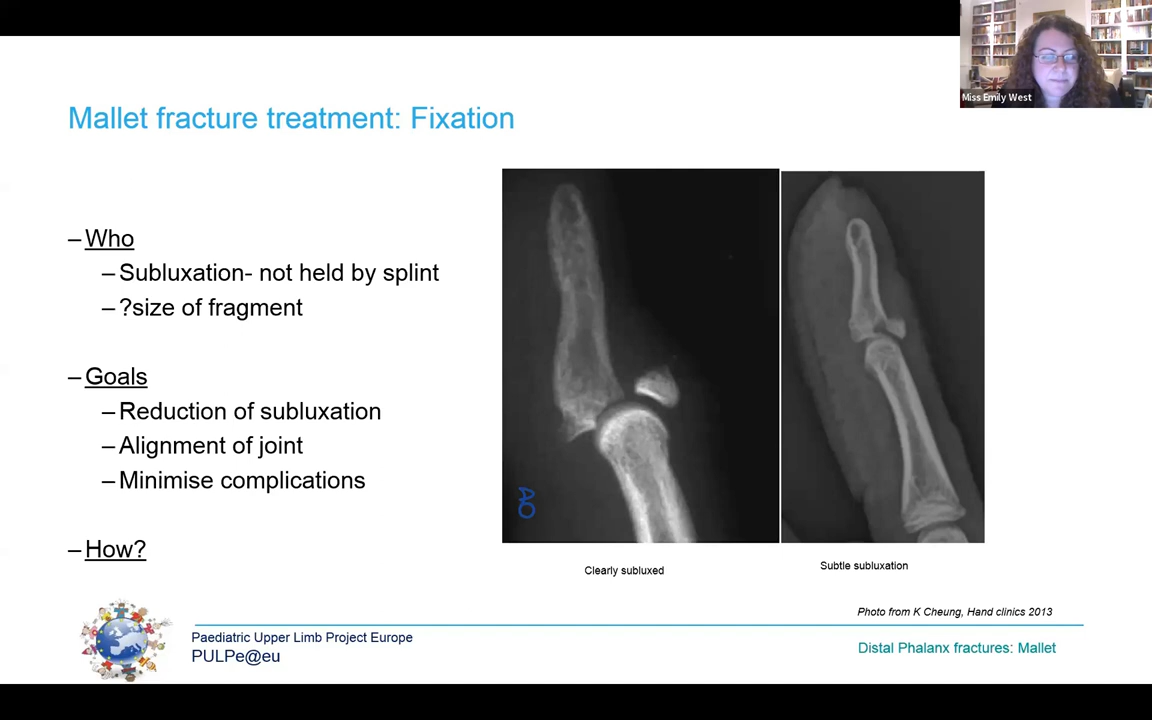 Miss Emily West
Mallet fracture treatment: Fixation
–Who
–Subluxation- not held by splint
–?size of fragment
–Goals
–Reduction of subluxation
–Alignment of joint
–Minimise complications
–How?
Clearly subluxed
Subtle subluxation
Photo from K Cheung, Hand clinics 2013
Paediatric Upper Limb Project Europe
PULPe@eu
Distal Phalanx fractures: Mallet